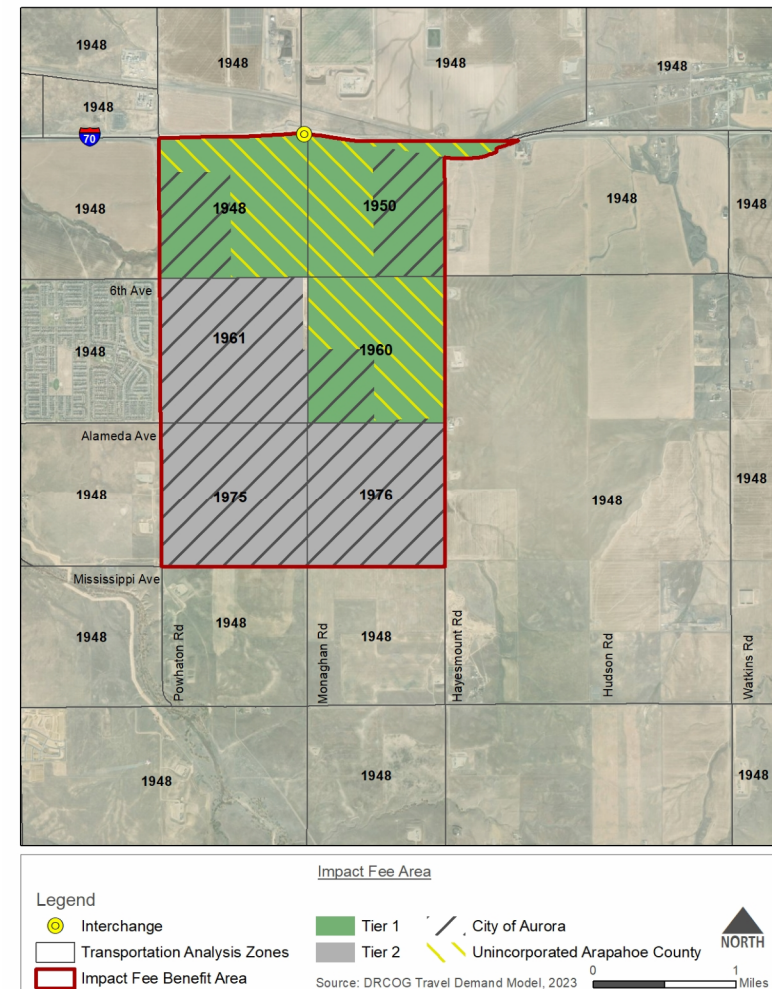 1948
1948
1948
1948
1948
70
1948
1948
1950
1948
1948
6th Ave
1961
1948
1960
Alameda Ave
1948
1975
1976
1948
1948
Mississippi Ave
1948
1948
1948
Powhaton Rd
Monaghan Rd
Hayesmount Rd
Hudson Rd
Watkins Rd
1948
1948
1948
Impact Fee Area
Legend
Interchange
Tier 1
City of Aurora
Transportation Analysis Zones
Tier 2
Unincorporated Arapahoe County
NORTH
Impact Fee Benefit Area
Source: DRCOG Travel Demand Model, 2023
0
1
Miles